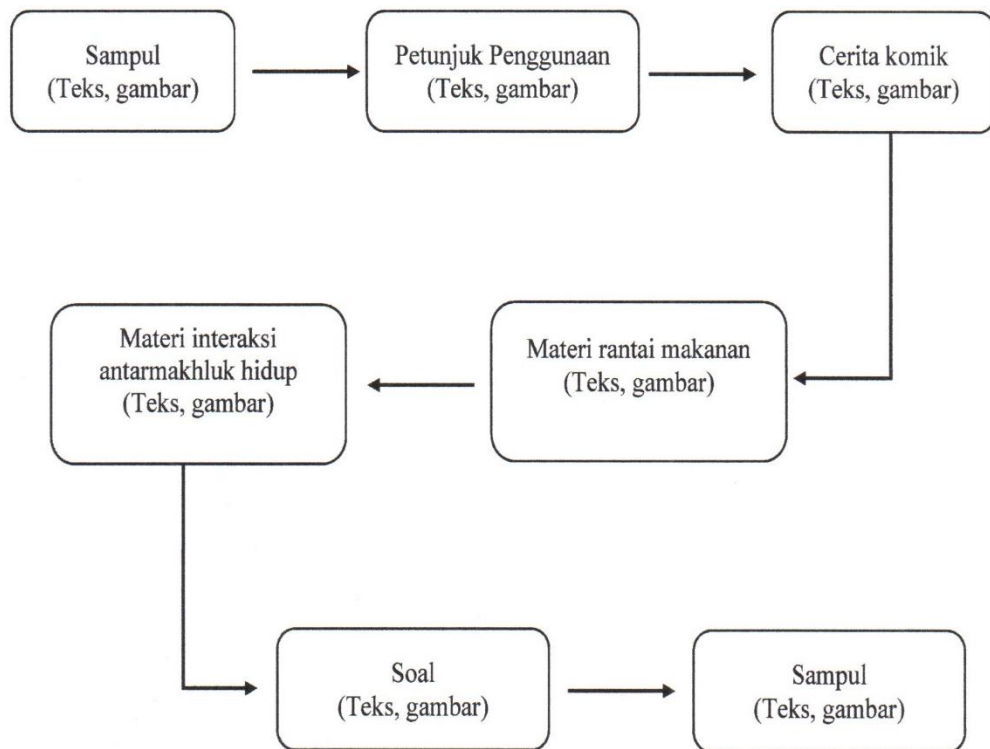 Sampul
(Teks, gambar)
Petunjuk Penggunaan
(Teks, gambar)
Cerita komik
(Teks, gambar)
Materi rantai makanan
(Teks, gambar)
Materi interaksi
antarmakhluk hidup
(Teks, gambar)
Soal
(Teks, gambar)
Sampul
(Teks, gambar)